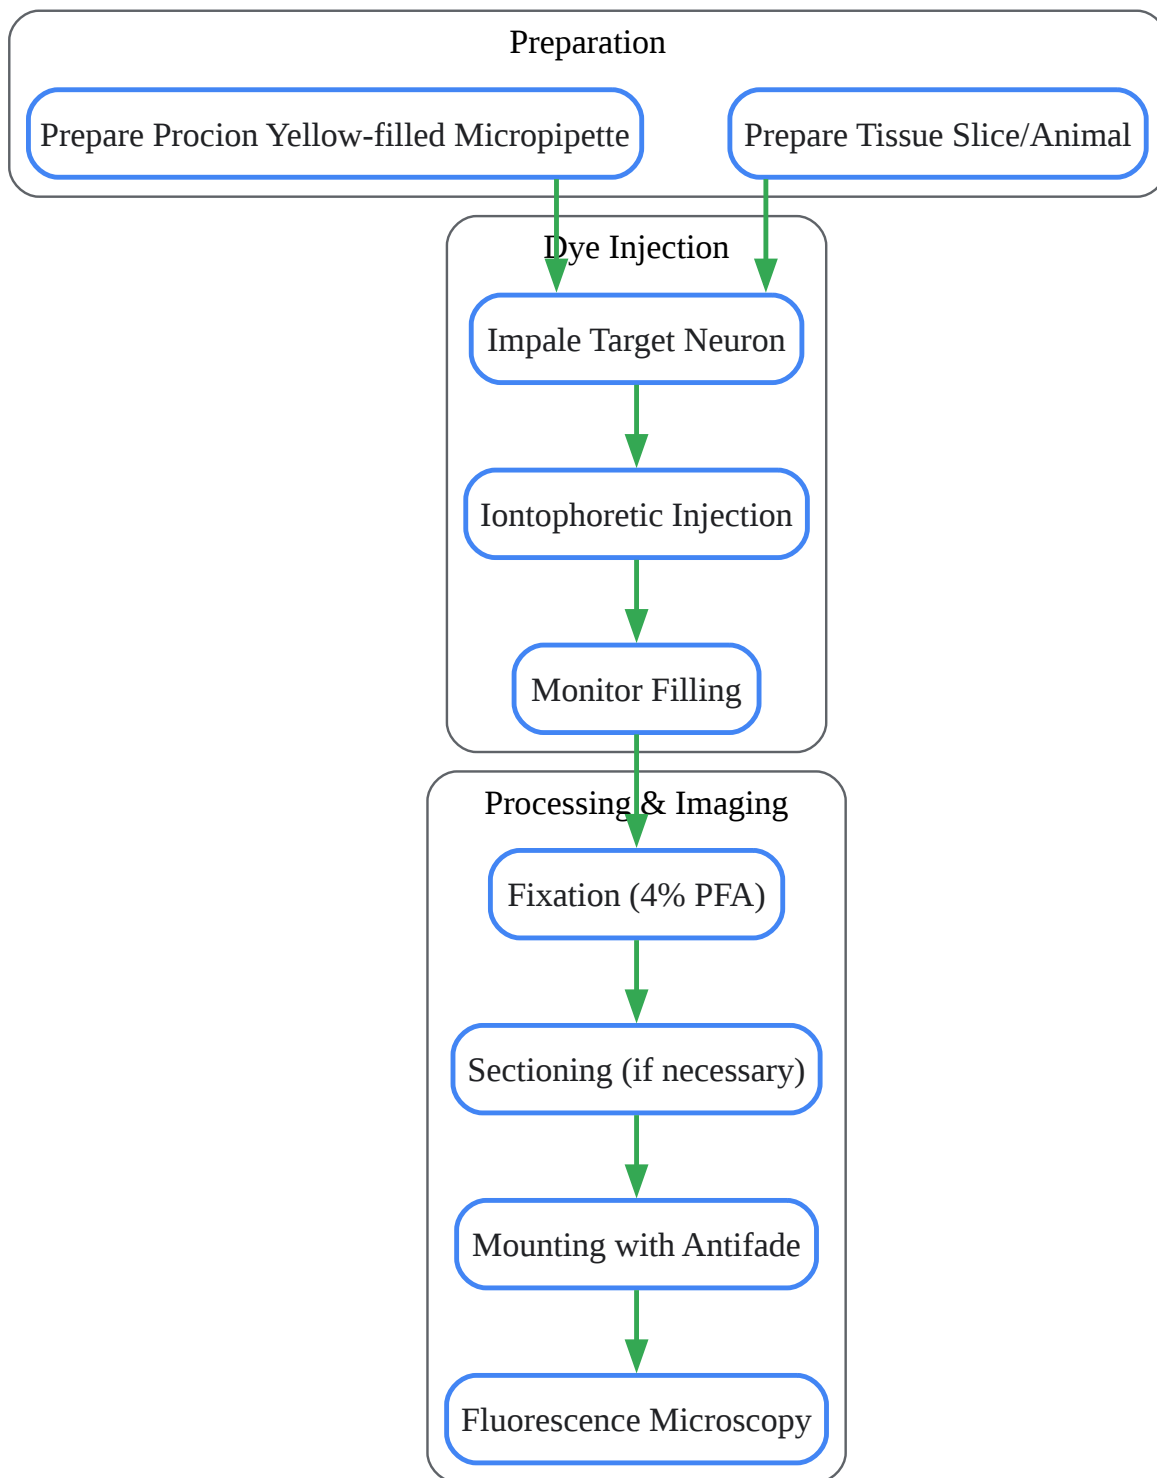 Preparation
Prepare Procion Yellow-filled Micropipette
Prepare Tissue Slice/Animal
Dye Injection
Impale Target Neuron
Iontophoretic Injection
Monitor Filling
Processing & Imaging
Fixation (4% PFA)
Sectioning (if necessary)
Mounting with Antifade
Fluorescence Microscopy